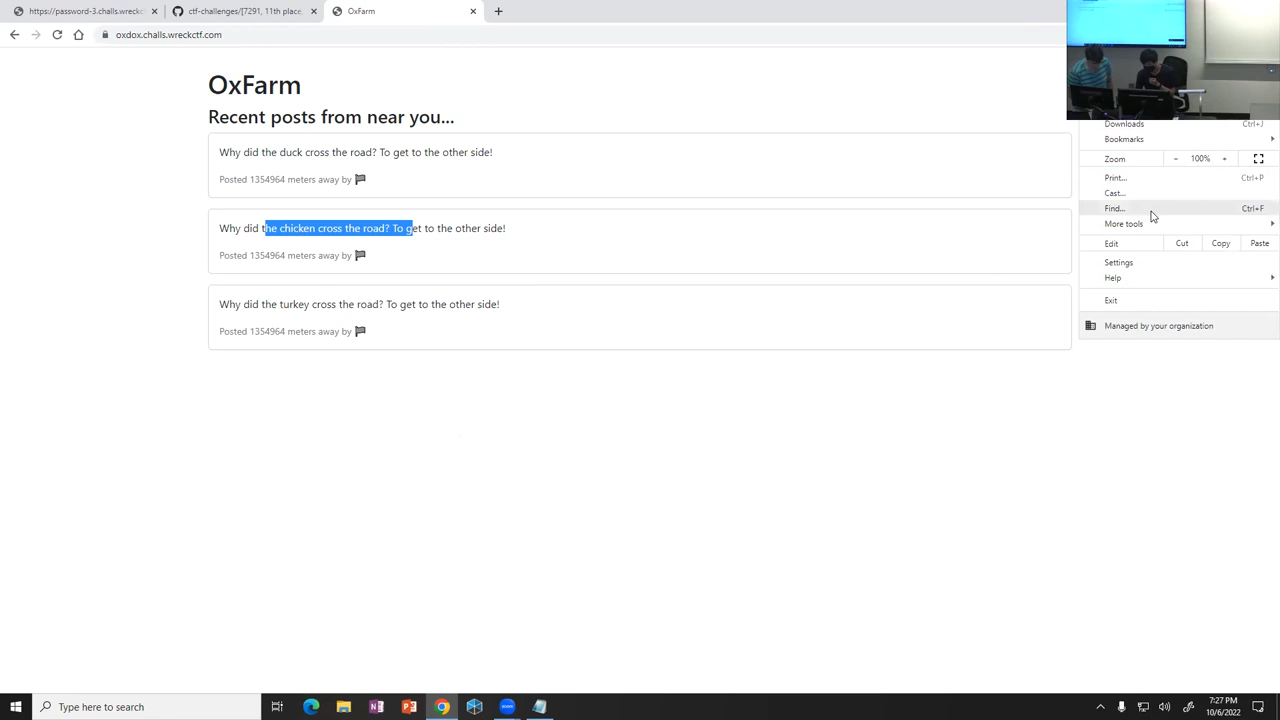 https://password-3.challs.wreckc
ctf-challenges/[7291, 11th place
OxFarm
oxdox.challs.wreckctf.com
OxFarm
Recent posts from near you...
Why did the duck cross the road? To get to the other side!
Posted 1354964 meters away by
Why did the chicken cross the road? To get to the other side!
Posted 1354964 meters away by
Why did the turkey cross the road? To get to the other side!
Posted 1354964 meters away by
Downloads Ctrl+J
Bookmarks
Zoom - 100% +
Print... Ctrl+P
Cast...
Find... Ctrl+F
More tools
Edit Cut Copy Paste
Settings
Help
Exit
Managed by your organization
Type here to search
7:27 PM
10/6/2022